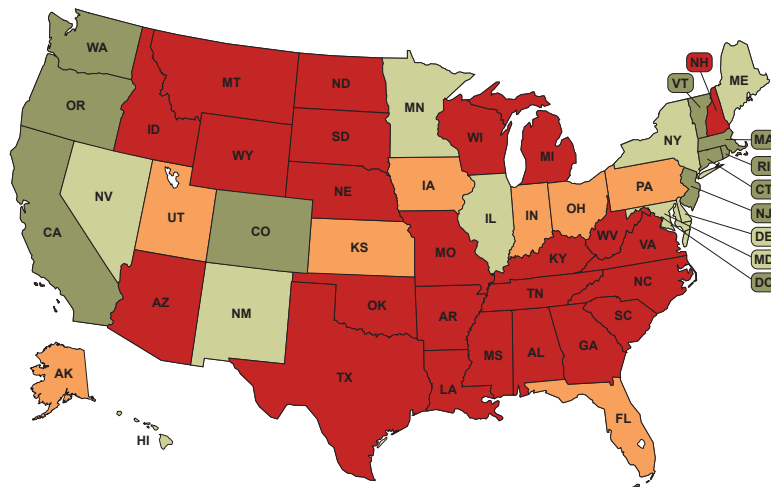 WA
OR
CA
NV
ID
MT
WY
UT
AZ
CO
NM
ND
SD
NE
KS
OK
TX
MN
IA
MO
AR
LA
WI
IL
MI
IN
OH
KY
TN
MS
AL
GA
FL
SC
NC
VA
WV
PA
NY
VT
NH
ME
MA
RI
CT
NJ
DE
MD
DC
AK
HI